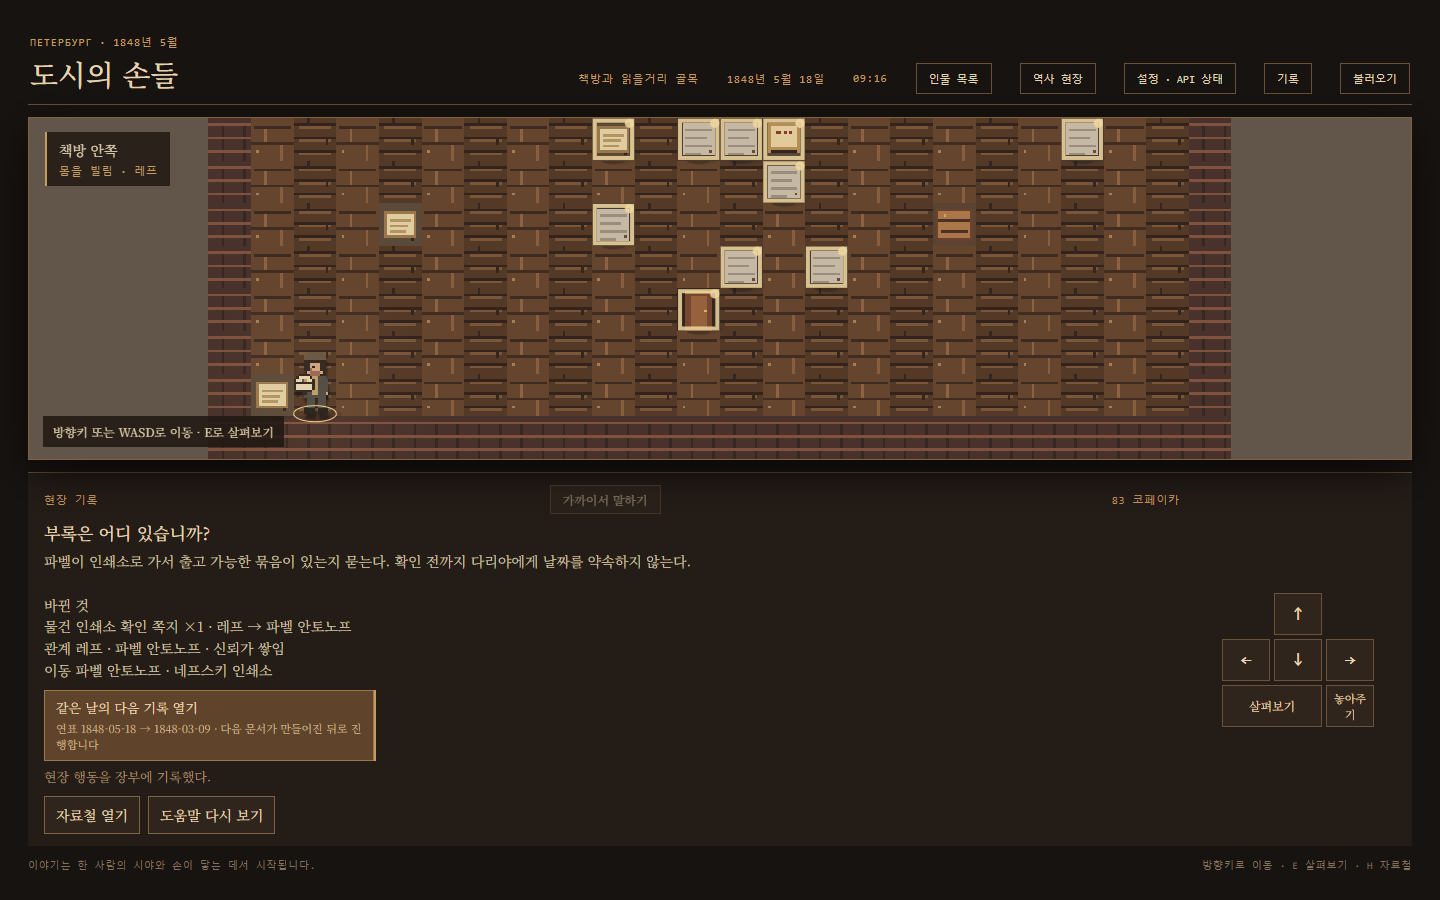 ПЕТЕРБУРГ · 1848년 5월
도시의 손들
책방과 읽을거리 골목
1848년 5월 18일
09:16
인물 목록
역사 현장
설정 · API 상태
기록
불러오기
책방 안쪽
몸을 빌림 · 레프
방향키 또는 WASD로 이동 · E로 살펴보기
현장 기록
가까이서 말하기
83 코페이카
부록은 어디 있습니까?
파벨이 인쇄소로 가서 출고 가능한 묶음이 있는지 묻는다. 확인 전까지 다리야에게 날짜를 약속하지 않는다.
바뀐 것
물건 인쇄소 확인 쪽지 ×1 · 레프 → 파벨 안토노프
관계 레프 · 파벨 안토노프 · 신뢰가 쌓임
이동 파벨 안토노프 · 네프스키 인쇄소
같은 날의 다음 기록 열기
연표 1848-05-18 → 1848-03-09 · 다음 문서가 만들어진 뒤로 진
행합니다
현장 행동을 장부에 기록했다.
자료철 열기
도움말 다시 보기
↑
← ↓ →
살펴보기
놓아주
기
이야기는 한 사람의 시야와 손이 닿는 데서 시작됩니다.
방향키로 이동 · E 살펴보기 · H 자료철